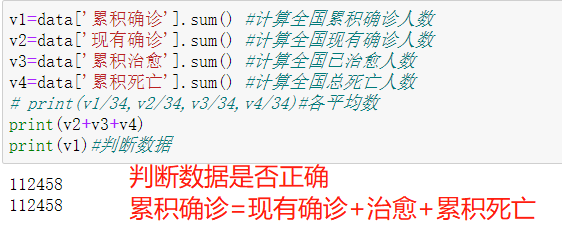 v1=data['累积确诊'].sum() #计算全国累积确诊人数
v2=data['现有确诊'].sum() #计算全国现有确诊人数
v3=data['累积治愈'].sum() #计算全国已治愈人数
v4=data['累积死亡'].sum() #计算全国总死亡人数
# print(v1/34,v2/34,v3/34,v4/34)#各平均数
print(v2+v3+v4)
print(v1)#判断数据
112458
112458
判断数据是否正确
累积确诊=现有确诊+治愈+累积死亡